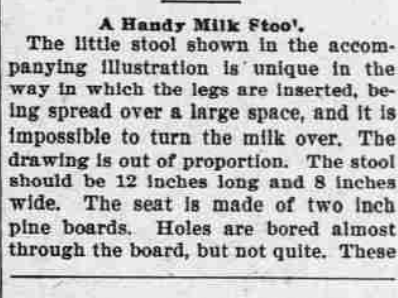 A Handy Milk Stoo'.
The little stool shown in the accom-
panying illustration is unique in the
way in which the legs are inserted, be-
ing spread over a large space, and it is
impossible to turn the milk over. The
drawing is out of proportion. The stool
should be 12 inches long and 8 inches
wide. The seat is made of two inch
pine boards. Holes are bored almost
through the board, but not quite. These